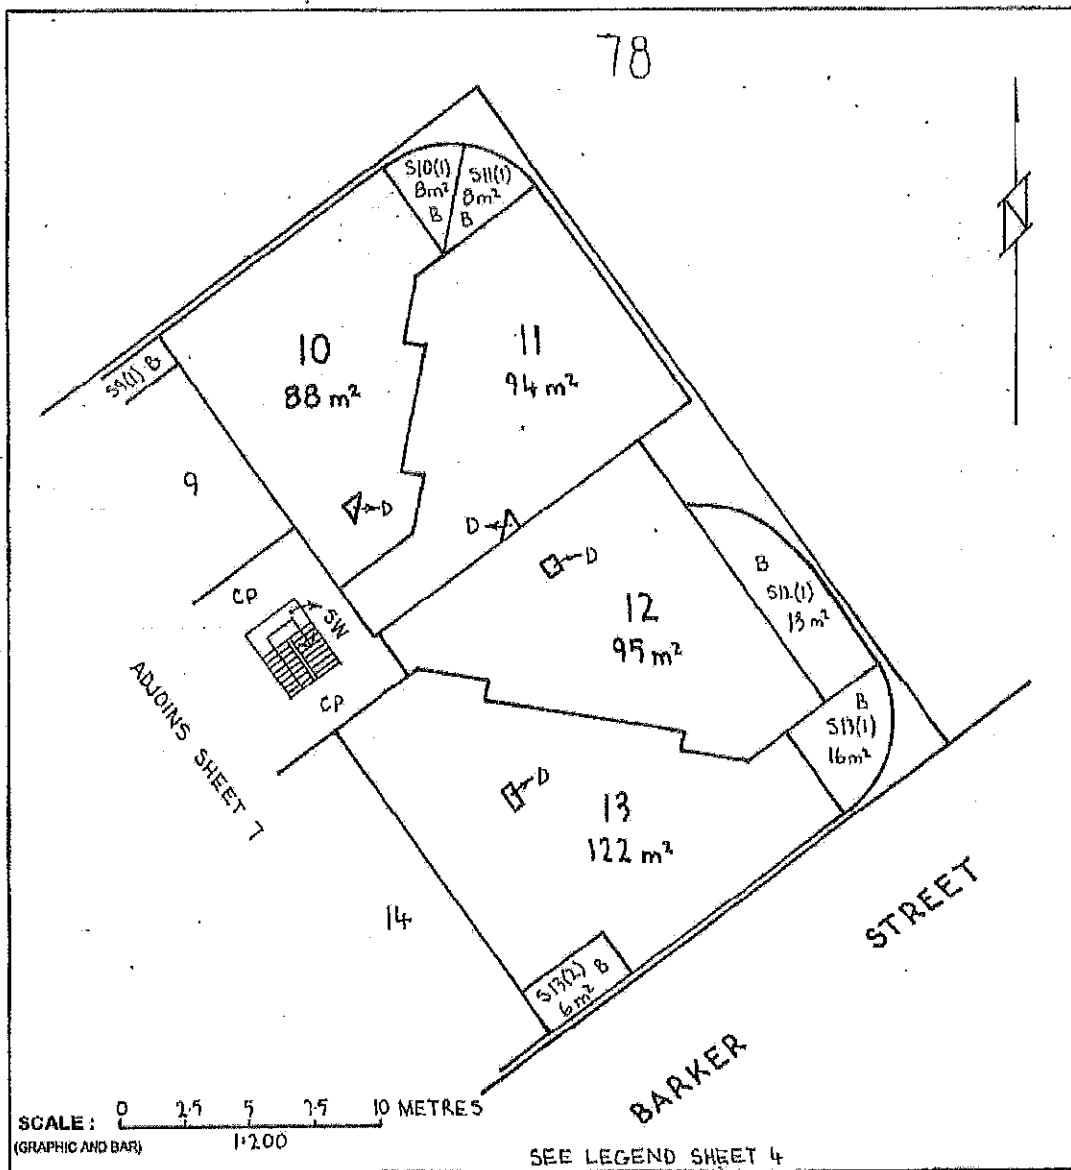 78
S10(1)
8m²
B
S11(1)
8m²
B
N
10
88 m²
11
94 m²
S9(1) B
9
D
D
D
CP
SW
CP
12
95 m²
B
S12(1)
13 m²
B
S13(1)
16m²
ADJOINS SHEET 7
D
13
122 m²
14
S13(2) B
6m²
BARKER STREET
SCALE: 0 2.5 5 7.5 10 METRES
(GRAPHIC AND BAR) 1:200
SEE LEGEND SHEET 4